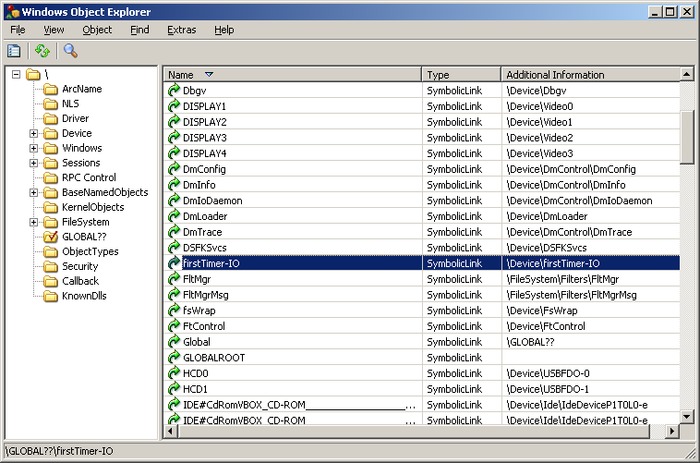 Windows Object Explorer
File View Object Find Extras Help
\
ArcName
NLS
Driver
Device
Windows
Sessions
RPC Control
BaseNamedObjects
KernelObjects
FileSystem
GLOBAL??
ObjectTypes
Security
Callback
KnownDlls
Name Type Additional Information
Dbgv SymbolicLink \Device\Dbgv
DISPLAY1 SymbolicLink \Device\Video0
DISPLAY2 SymbolicLink \Device\Video1
DISPLAY3 SymbolicLink \Device\Video2
DISPLAY4 SymbolicLink \Device\Video3
DmConfig SymbolicLink \Device\DmControl\DmConfig
DmInfo SymbolicLink \Device\DmControl\DmInfo
DmIoDaemon SymbolicLink \Device\DmControl\DmIoDaemon
DmLoader SymbolicLink \Device\DmLoader
DmTrace SymbolicLink \Device\DmControl\DmTrace
DSFKSvcs SymbolicLink \Device\DSFKSvcs
firstTimer-IO SymbolicLink \Device\firstTimer-IO
FltMgr SymbolicLink \FileSystem\Filters\FltMgr
FltMgrMsg SymbolicLink \FileSystem\Filters\FltMgrMsg
fsWrap SymbolicLink \Device\FsWrap
FtControl SymbolicLink \Device\FtControl
Global SymbolicLink \GLOBAL??
GLOBALROOT SymbolicLink
HCD0 SymbolicLink \Device\USBFDO-0
HCD1 SymbolicLink \Device\USBFDO-1
IDE#CdRomVBOX_CD-ROM____________________... SymbolicLink \Device\Ide\IdeDeviceP1T0L0-e
IDE#CdRomVBOX_CD-ROM____________________... SymbolicLink \Device\Ide\IdeDeviceP1T0L0-e
\GLOBAL??\firstTimer-IO